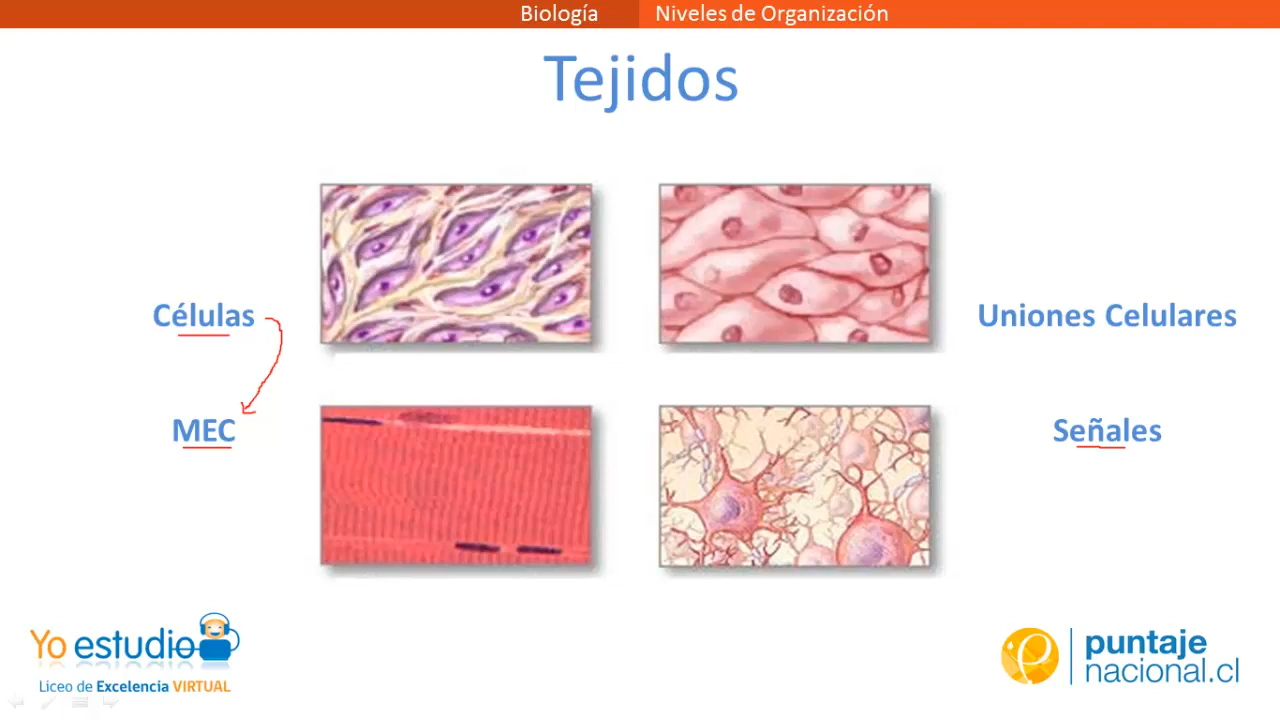 Biología Niveles de Organización
Tejidos
Células
Uniones Celulares
MEC
Señales
Yo estudio
Liceo de Excelencia VIRTUAL
puntaje
nacional.cl